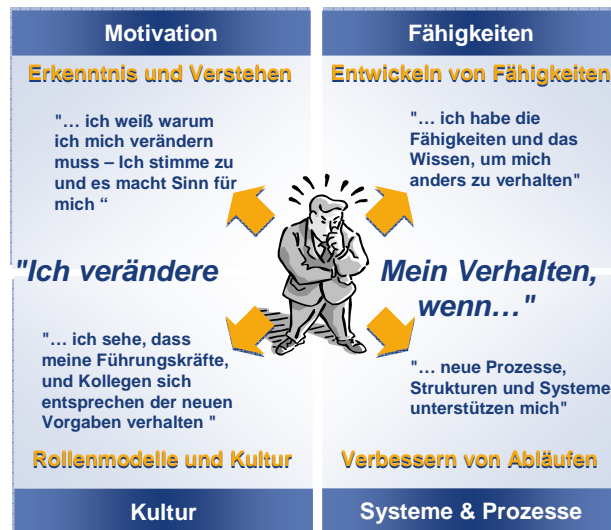 Motivation
Erkenntnis und Verstehen
"... ich weiß warum
ich mich verändern
muss – Ich stimme zu
und es macht Sinn für
mich “
Fähigkeiten
Entwickeln von Fähigkeiten
"... ich habe die
Fähigkeiten und das
Wissen, um mich
anders zu verhalten"
"Ich verändere
Mein Verhalten,
wenn..."
"... ich sehe, dass
meine Führungskräfte,
und Kollegen sich
entsprechen der neuen
Vorgaben verhalten "
Rollenmodelle und Kultur
Kultur
"... neue Prozesse,
Strukturen und Systeme
unterstützen mich"
Verbessern von Abläufen
Systeme & Prozesse